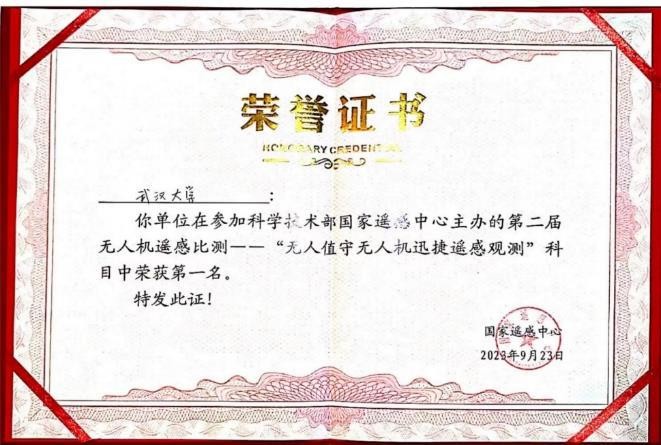 荣誉证书
HONORARY CREDENTIAL
武汉大学：
你单位在参加科学技术部国家遥感中心主办的第二届
无人机遥感比测——“无人值守无人机迅捷遥感观测”科
目中荣获第一名。
特发此证！
国家遥感中心
2023年9月23日